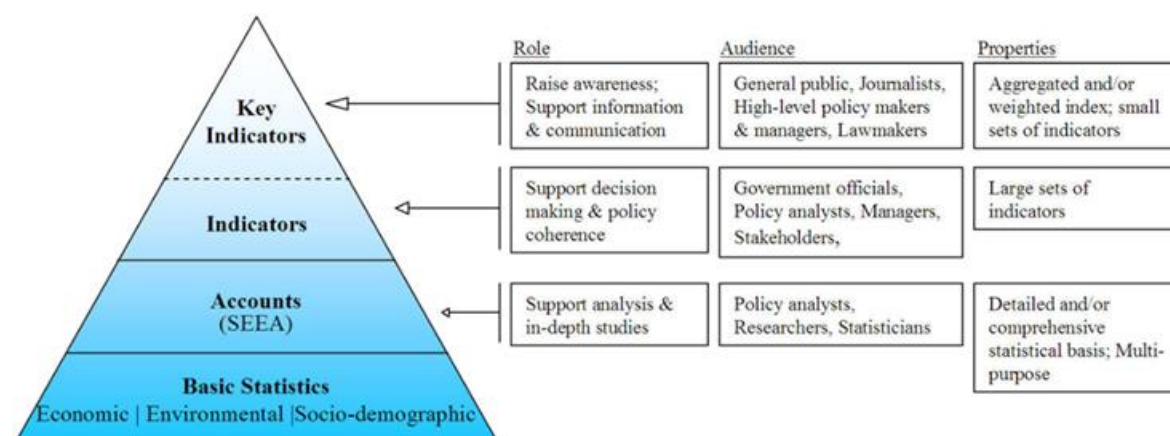 Key
Indicators
Indicators
Accounts
(SEEA)
Basic Statistics
Economic | Environmental |Socio-demographic
Role
Raise awareness;
Support information
& communication
Support decision
making & policy
coherence
Support analysis &
in-depth studies
Audience
General public, Journalists,
High-level policy makers
& managers, Lawmakers
Government officials,
Policy analysts, Managers,
Stakeholders,
Policy analysts,
Researchers, Statisticians
Properties
Aggregated and/or
weighted index; small
sets of indicators
Large sets of
indicators
Detailed and/or
comprehensive
statistical basis; Multi-
purpose